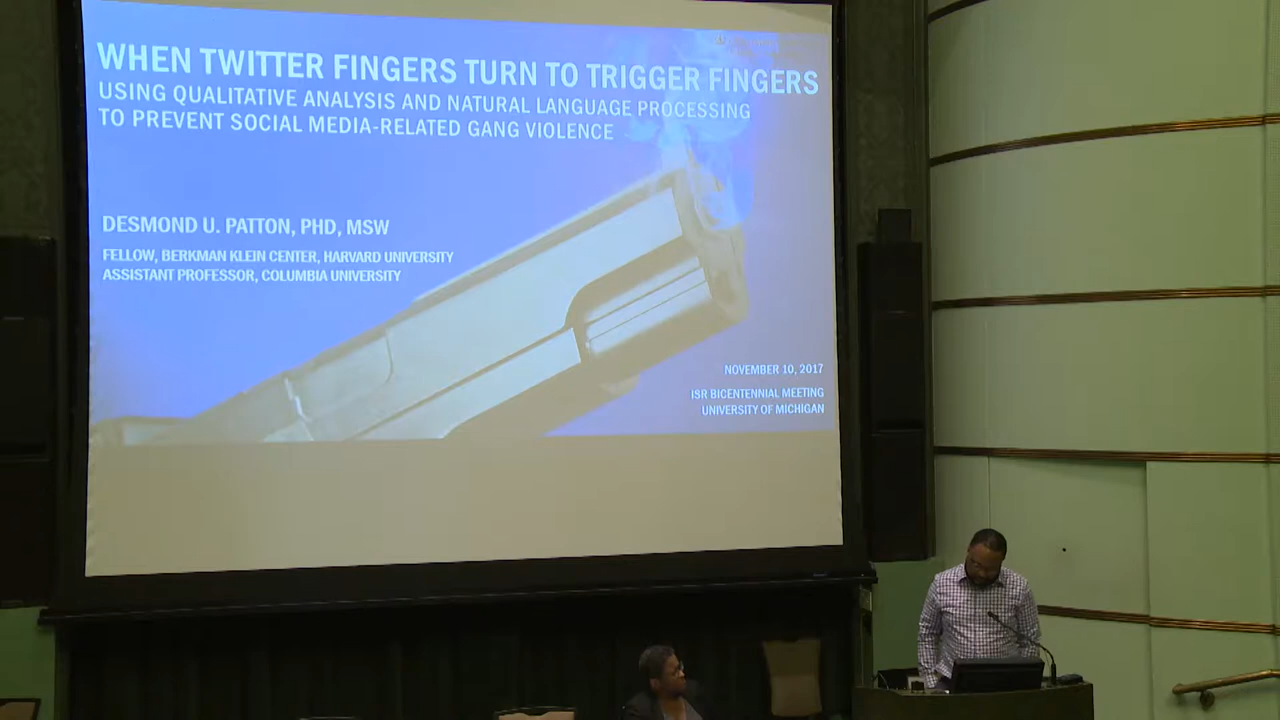 WHEN TWITTER FINGERS TURN TO TRIGGER FINGERS
USING QUALITATIVE ANALYSIS AND NATURAL LANGUAGE PROCESSING
TO PREVENT SOCIAL MEDIA-RELATED GANG VIOLENCE
DESMOND U. PATTON, PHD, MSW
FELLOW, BERKMAN KLEIN CENTER, HARVARD UNIVERSITY
ASSISTANT PROFESSOR, COLUMBIA UNIVERSITY
NOVEMBER 10, 2017
ISR BICENTENNIAL MEETING
UNIVERSITY OF MICHIGAN